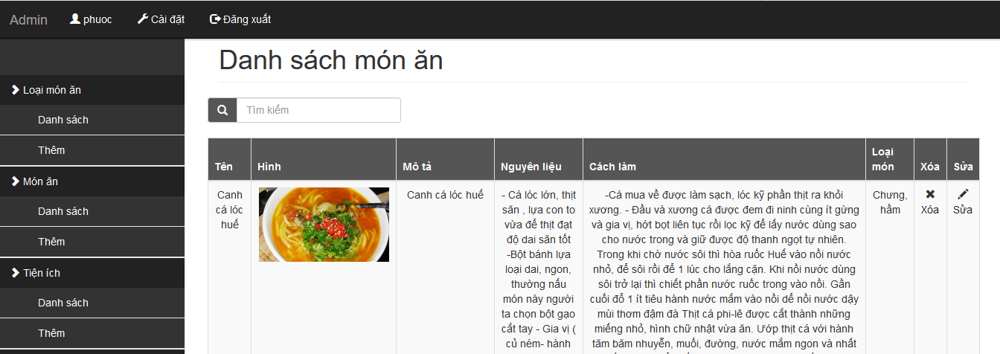 Admin phuoc Cài đặt Đăng xuất
Danh sách món ăn
Loại món ăn
Danh sách
Thêm
Món ăn
Danh sách
Thêm
Tiện ích
Danh sách
Thêm
Tìm kiếm
Tên Hình Mô tả Nguyên liệu Cách làm Loại món Xóa Sửa
Canh
cá lóc
huế
Canh cá lóc huế
- Cá lóc lớn, thịt
săn , lựa con to
vừa để thịt đạt
độ dai săn tốt
-Bột bánh lựa
loại dai, ngon,
thường nấu
món này người
ta chọn bột gạo
cắt tay - Gia vị (
củ ném- hành
-Cá mua về được làm sạch, lóc kỹ phần thịt ra khỏi
xương. - Đầu và xương cá được đem đi ninh cùng ít gừng
và gia vị, hớt bọt liên tục rồi lọc kỹ để lấy nước dùng sao
cho nước trong và giữ được độ thanh ngọt tự nhiên.
Trong khi chờ nước sôi thì hòa ruốc Huế vào nồi nước
nhỏ, để sôi rồi để 1 lúc cho lắng cặn. Khi nồi nước dùng
sôi trở lại thì chiết phần nước ruốc trong vào nồi. Gần
cuối đổ 1 ít tiêu hành nước mắm vào nồi dể nồi nước dậy
mùi thơm đậm đà Thịt cá phi-lê được cắt thành những
miếng nhỏ, hình chữ nhật vừa ăn. Ướp thịt cá với hành
tăm băm nhuyễn, muối, đường, nước mắm ngon và nhất
Chưng,
hầm
Xóa
Sửa